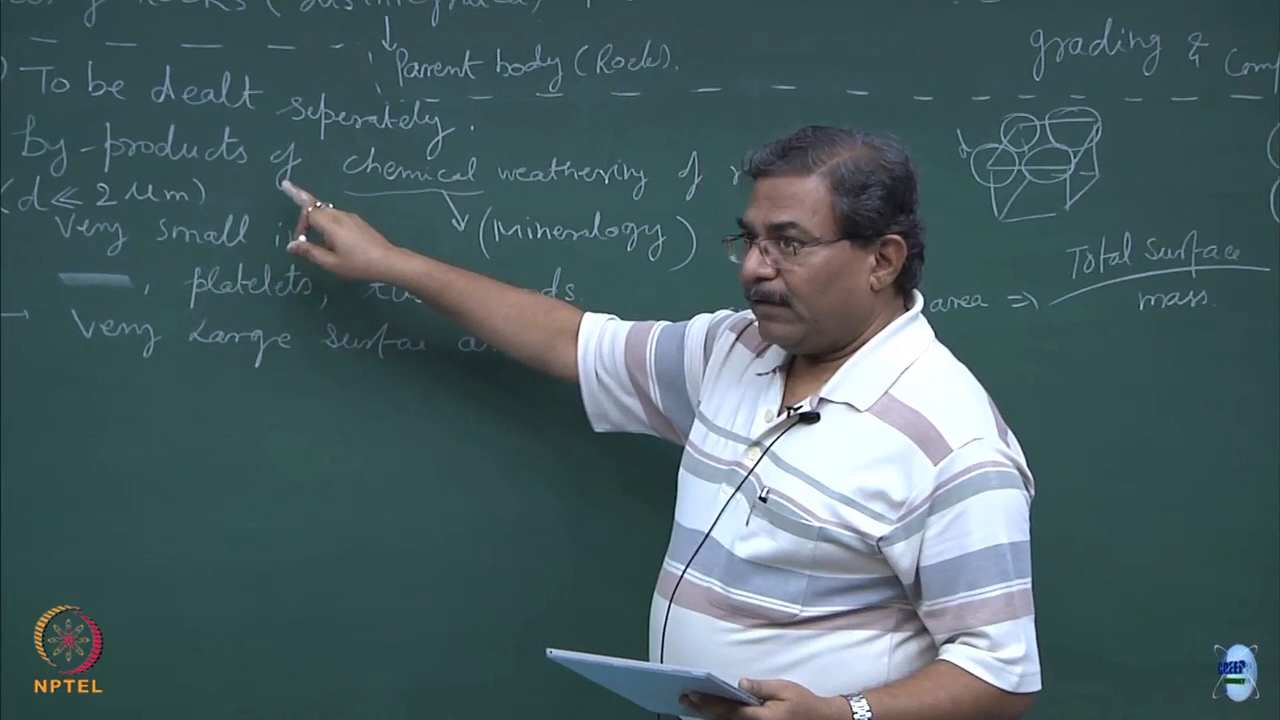 Parent body (Rock).
grading &
To be dealt seperately.
by-products of chemical weathering of
(d ≪ 2 μm)
(Mineralogy)
Very small
platelets,
Very Large
area ⇒ Total Surface
mass.
NPTEL